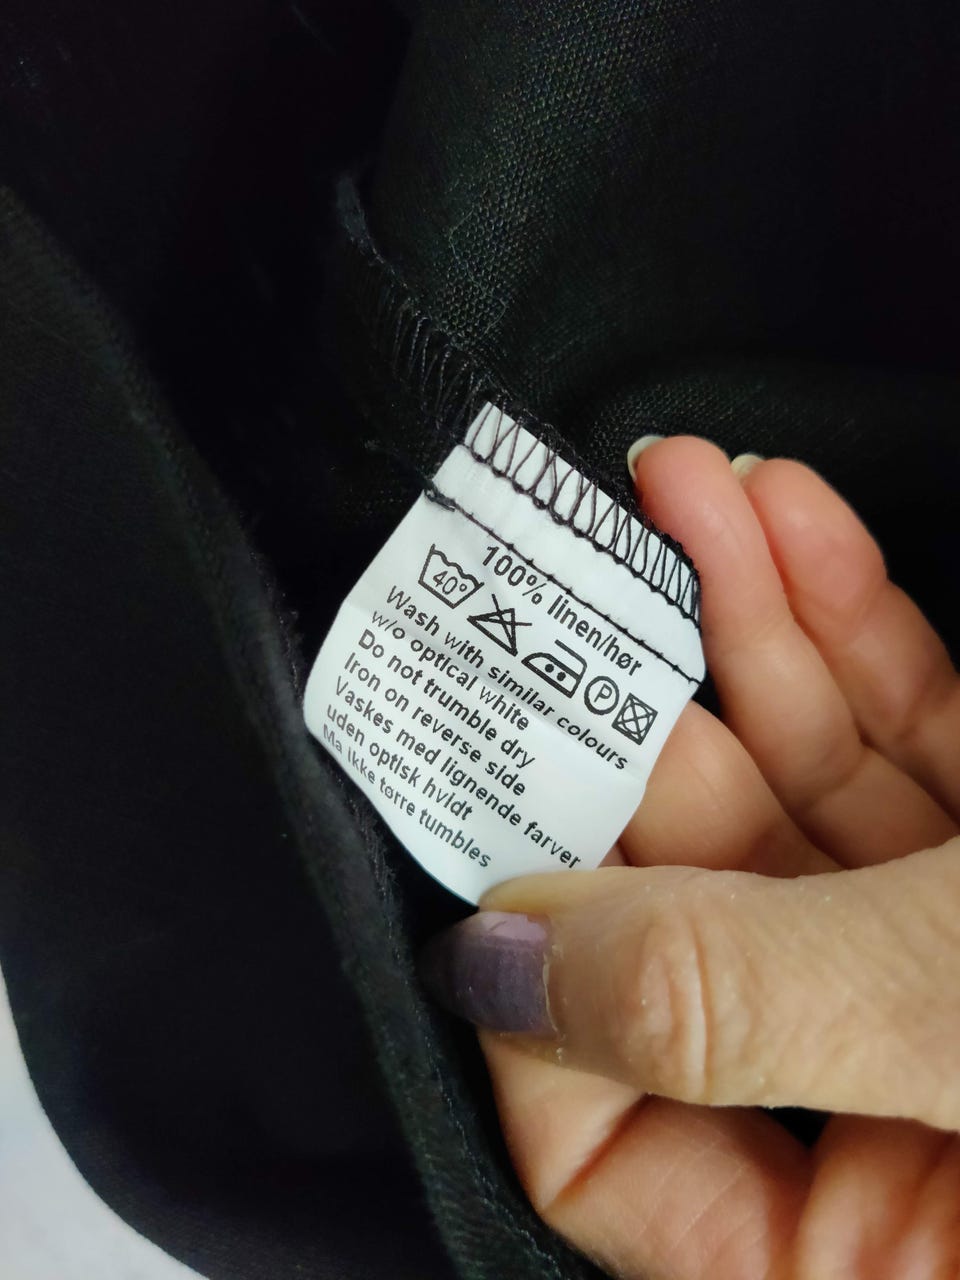 100% linen/hør
40° P
Wash with similar colours
w/o optical white
Do not trumble dry
Iron on reverse side
Vaskes med lignende farver
uden optisk hvidt
Ma ikke tørre tumbles